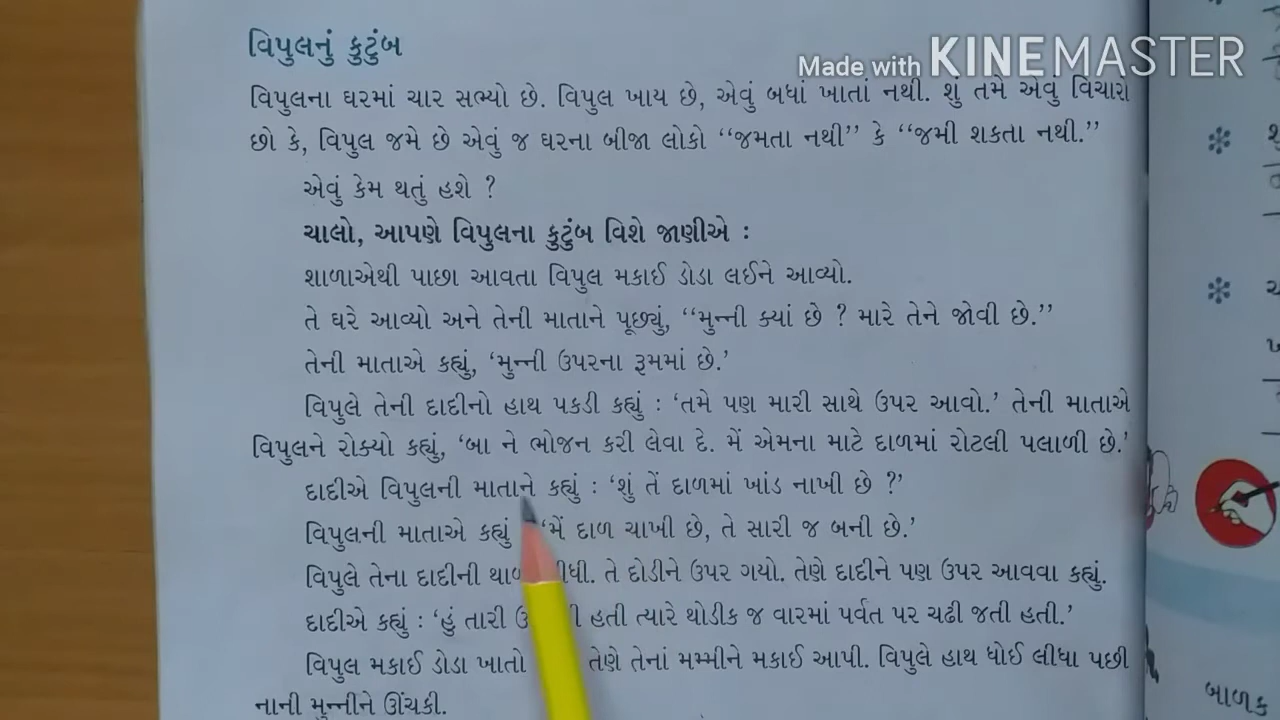 Made with KINEMASTER
વિપુલનું કુટુંબ
વિપુલના ઘરમાં ચાર સભ્યો છે. વિપુલ ખાય છે, એવું બધાં ખાતાં નથી. શું તમે એવું વિચારો
છો કે, વિપુલ જમે છે એવું જ ઘરના બીજા લોકો “જમતા નથી” કે “જમી શકતા નથી.”
એવું કેમ થતું હશે ?
ચાલો, આપણે વિપુલના કુટુંબ વિશે જાણીએ :
શાળાએથી પાછા આવતા વિપુલ મકાઈ ડોડા લઈને આવ્યો.
તે ઘરે આવ્યો અને તેની માતાને પૂછ્યું, “મુન્ની ક્યાં છે ? મારે તેને જોવી છે.”
તેની માતાએ કહ્યું, ‘મુન્ની ઉપરના રૂમમાં છે.’
વિપુલે તેની દાદીનો હાથ પકડી કહ્યું : ‘તમે પણ મારી સાથે ઉપર આવો.’ તેની માતાએ
વિપુલને રોક્યો કહ્યું, ‘બા ને ભોજન કરી લેવા દે. મેં એમના માટે દાળમાં રોટલી પલાળી છે.’
દાદીએ વિપુલની માતાને કહ્યું : ‘શું તેં દાળમાં ખાંડ નાખી છે ?’
વિપુલની માતાએ કહ્યું ‘મેં દાળ ચાખી છે, તે સારી જ બની છે.’
વિપુલે તેના દાદીની તે દોડીને ઉપર ગયો. તેણે દાદીને પણ ઉપર આવવા કહ્યું.
દાદીએ કહ્યું : ‘હું તારી હતી ત્યારે થોડીક જ વારમાં પર્વત પર ચઢી જતી હતી.’
વિપુલ મકાઈ ડોડા ખાતો તેણે તેનાં મમ્મીને મકાઈ આપી. વિપુલે હાથ ધોઈ લીધા પછી
નાની મુન્નીને ઊંચકી.
બાળક